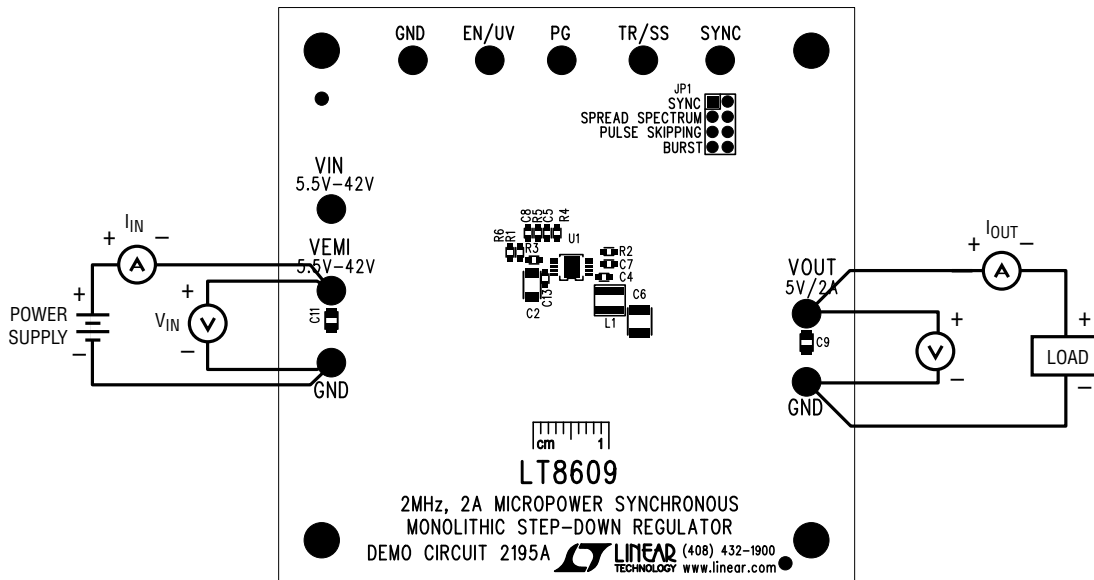 GND EN/UV PG TR/SS SYNC
JP1
SYNC
SPREAD SPECTRUM
PULSE SKIPPING
BURST
VIN
5.5V-42V
IIN
+ −
A
VEMI
5.5V-42V
+
POWER
SUPPLY
−
+
VIN
V
−
C11
GND
R6
R1
C8
R5
C5
R4
R3
U1
R2
C7
C4
C13
C2
L1
C6
IOUT
+ −
A
VOUT
5V/2A
C9
+
V
−
+
LOAD
−
GND
cm 1
LT8609
2MHz, 2A MICROPOWER SYNCHRONOUS
MONOLITHIC STEP-DOWN REGULATOR
DEMO CIRCUIT 2195A LINEAR TECHNOLOGY (408) 432-1900
www.linear.com